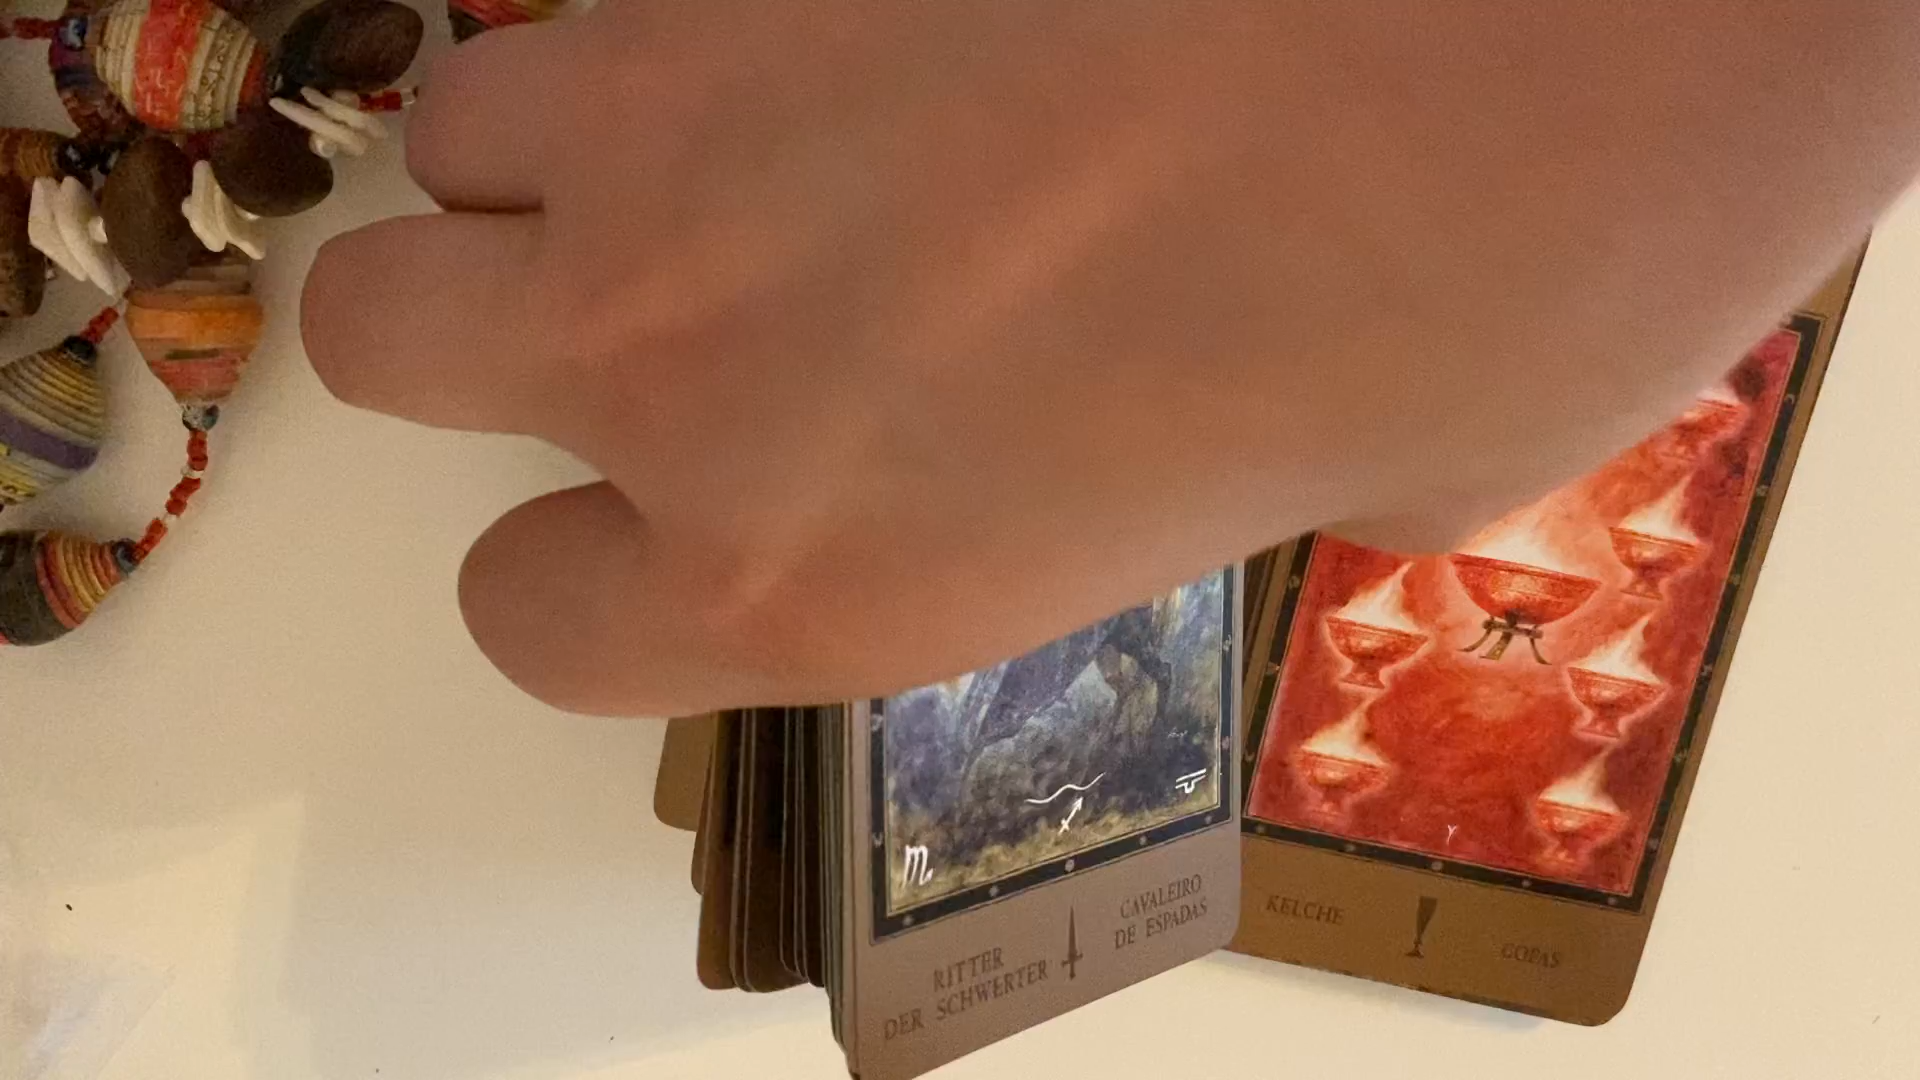 RITTER
DER SCHWERTER
CAVALEIRO
DE ESPADAS
KELCHE
COPAS